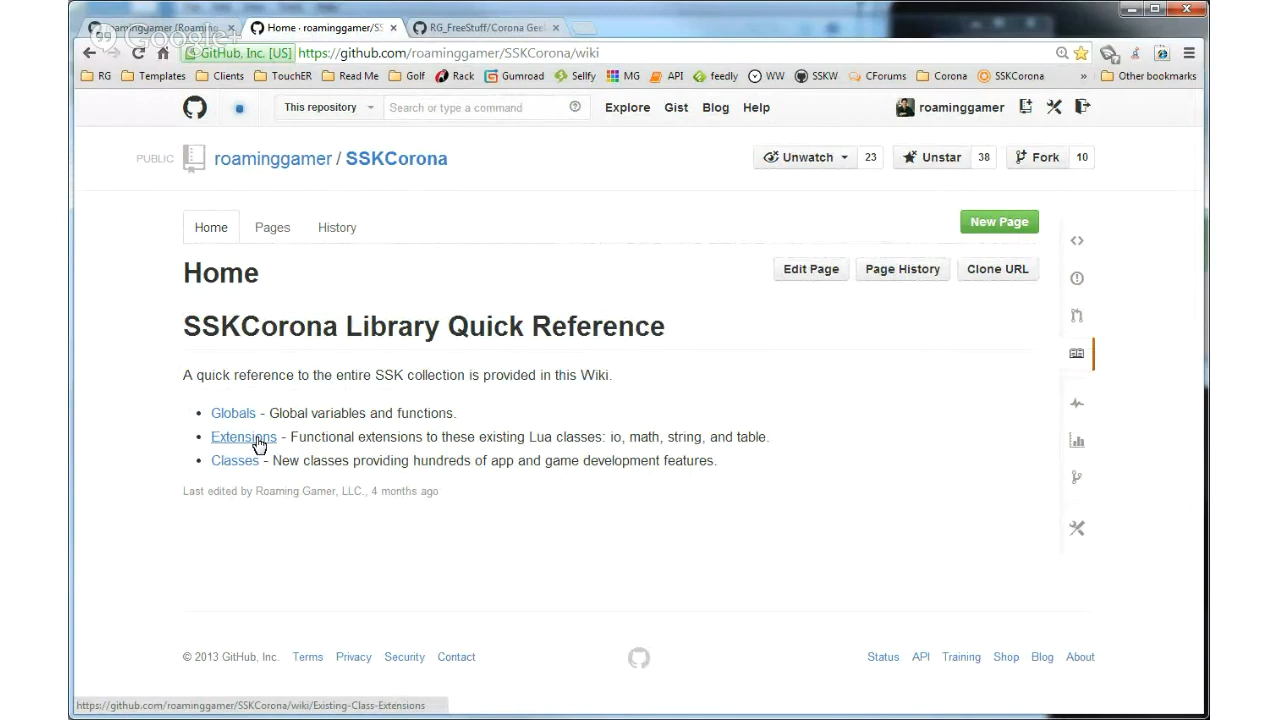 roaminggamer (Roaming
Home · roaminggamer/SS
RG_FreeStuff/Corona Gee
Google+
GitHub, Inc. [US]
https://github.com/roaminggamer/SSKCorona/wiki
RG
Templates
Clients
TouchER
Read Me
Golf
Rack
Gumroad
Sellfy
MG
API
feedly
WW
SSKW
CForums
Corona
SSKCorona
»
Other bookmarks
This repository
Search or type a command
Explore
Gist
Blog
Help
roaminggamer
PUBLIC
roaminggamer / SSKCorona
Unwatch
23
Unstar
38
Fork
10
Home
Pages
History
New Page
Home
Edit Page
Page History
Clone URL
SSKCorona Library Quick Reference
A quick reference to the entire SSK collection is provided in this Wiki.
• Globals - Global variables and functions.
• Extensions - Functional extensions to these existing Lua classes: io, math, string, and table.
• Classes - New classes providing hundreds of app and game development features.
Last edited by Roaming Gamer, LLC., 4 months ago
© 2013 GitHub, Inc.
Terms
Privacy
Security
Contact
Status
API
Training
Shop
Blog
About
https://github.com/roaminggamer/SSKCorona/wiki/Existing-Class-Extensions